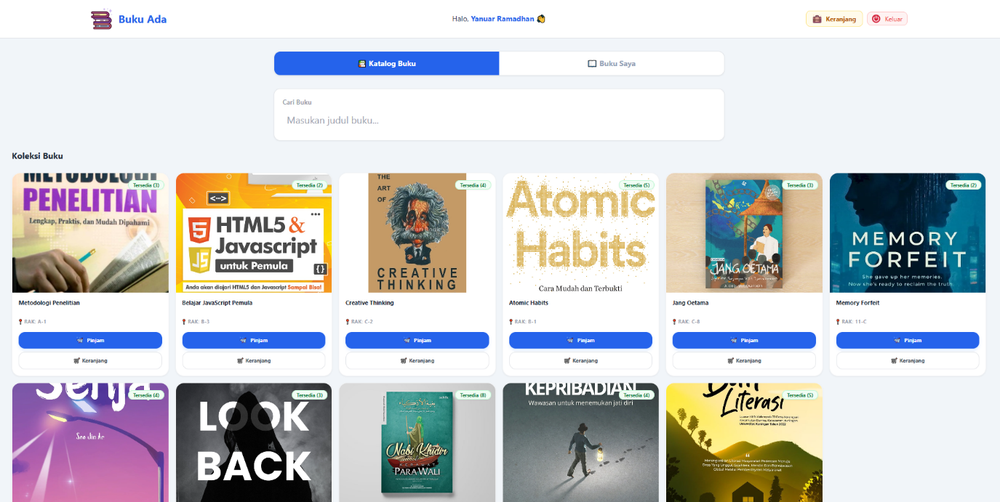 Buku Ada
Halo, Yanuar Ramadhan
Keranjang
Keluar
Katalog Buku
Buku Saya
Cari Buku
Masukan judul buku...
Koleksi Buku
METODOLOGI
PENELITIAN
Lengkap, Praktis, dan Mudah Dipahami
Tersedia (3)
Metodologi Penelitian
RAK: A-1
Pinjam
Keranjang
Tersedia (2)
HTML5 &
Javascript
untuk Pemula
Anda akan diajari HTML5 dan Javascript Sampai Bisa!
Belajar JavaScript Pemula
RAK: B-3
Pinjam
Keranjang
Tersedia (4)
THE
ART
OF
CREATIVE
THINKING
Creative Thinking
RAK: C-2
Pinjam
Keranjang
Tersedia (5)
Atomic
Habits
Cara Mudah dan Terbukti
Atomic Habits
RAK: B-1
Pinjam
Keranjang
Tersedia (3)
JANG OETAMA
Jang Oetama
RAK: C-8
Pinjam
Keranjang
Tersedia (2)
MEMORY
FORFEIT
She gave up her memories.
Now she's ready to reclaim the truth.
Memory Forfeit
RAK: 11-C
Pinjam
Keranjang
Senja
Tersedia (4)
Tersedia (3)
LOOK
BACK
Tersedia (8)
Nabi Khidir
KERAMAT
PARA WALI
KEPRIBADIAN
Wawasan untuk menemukan jati diri
Tersedia (4)
Literasi
Tersedia (5)